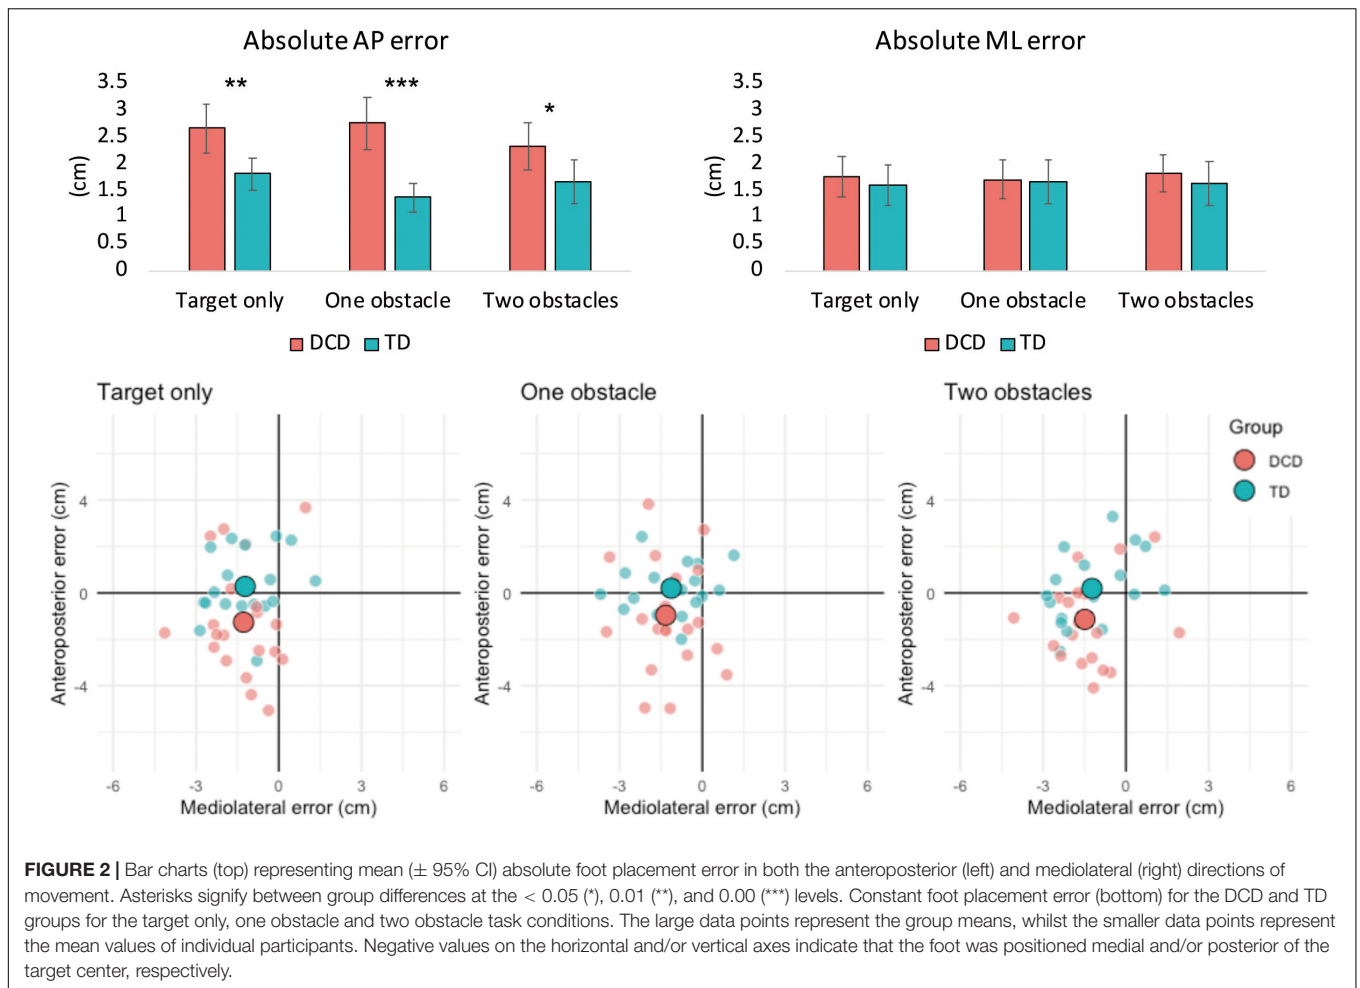 Absolute AP error
3.5
3
2.5
2
1.5
1
0.5
0
(cm)
**
***
*
Target only One obstacle Two obstacles
DCD TD
Absolute ML error
3.5
3
2.5
2
1.5
1
0.5
0
(cm)
Target only One obstacle Two obstacles
DCD TD
Target only
Anteroposterior error (cm)
4
0
-4
-6 -3 0 3 6
Mediolateral error (cm)
One obstacle
Anteroposterior error (cm)
4
0
-4
-6 -3 0 3 6
Mediolateral error (cm)
Two obstacles
Anteroposterior error (cm)
4
0
-4
-6 -3 0 3 6
Mediolateral error (cm)
Group
DCD
TD
FIGURE 2 | Bar charts (top) representing mean (± 95% CI) absolute foot placement error in both the anteroposterior (left) and mediolateral (right) directions of
movement. Asterisks signify between group differences at the < 0.05 (*), 0.01 (**), and 0.00 (***) levels. Constant foot placement error (bottom) for the DCD and TD
groups for the target only, one obstacle and two obstacle task conditions. The large data points represent the group means, whilst the smaller data points represent
the mean values of individual participants. Negative values on the horizontal and/or vertical axes indicate that the foot was positioned medial and/or posterior of the
target center, respectively.